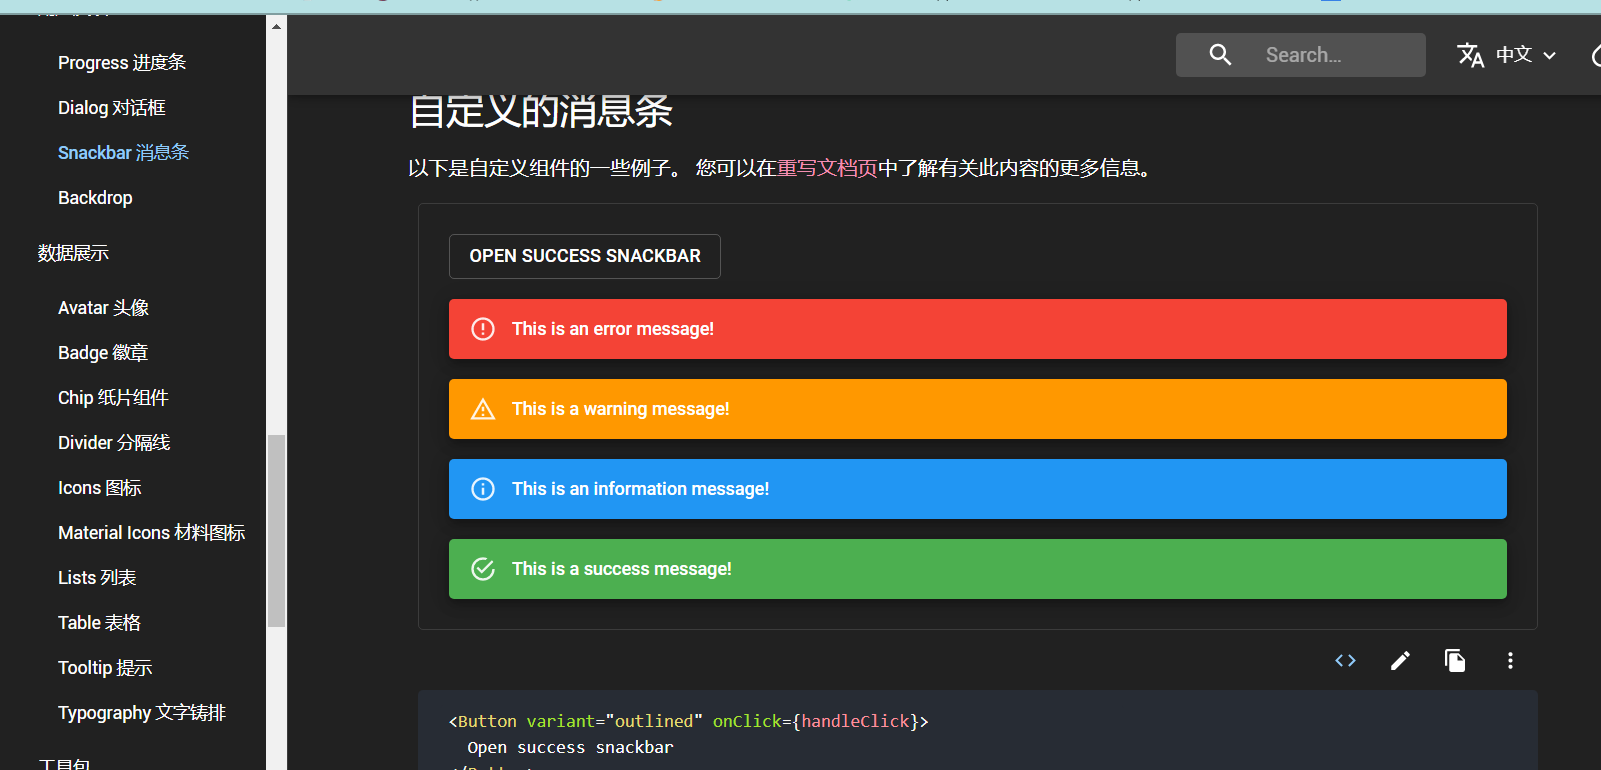 Progress 进度条
Dialog 对话框
Snackbar 消息条
Backdrop
数据展示
Avatar 头像
Badge 徽章
Chip 纸片组件
Divider 分隔线
Icons 图标
Material Icons 材料图标
Lists 列表
Table 表格
Tooltip 提示
Typography 文字铸排
工具包
Search…
中文
自定义的消息条
以下是自定义组件的一些例子。 您可以在重写文档页中了解有关此内容的更多信息。
OPEN SUCCESS SNACKBAR
This is an error message!
This is a warning message!
This is an information message!
This is a success message!
<Button variant="outlined" onClick={handleClick}>
Open success snackbar